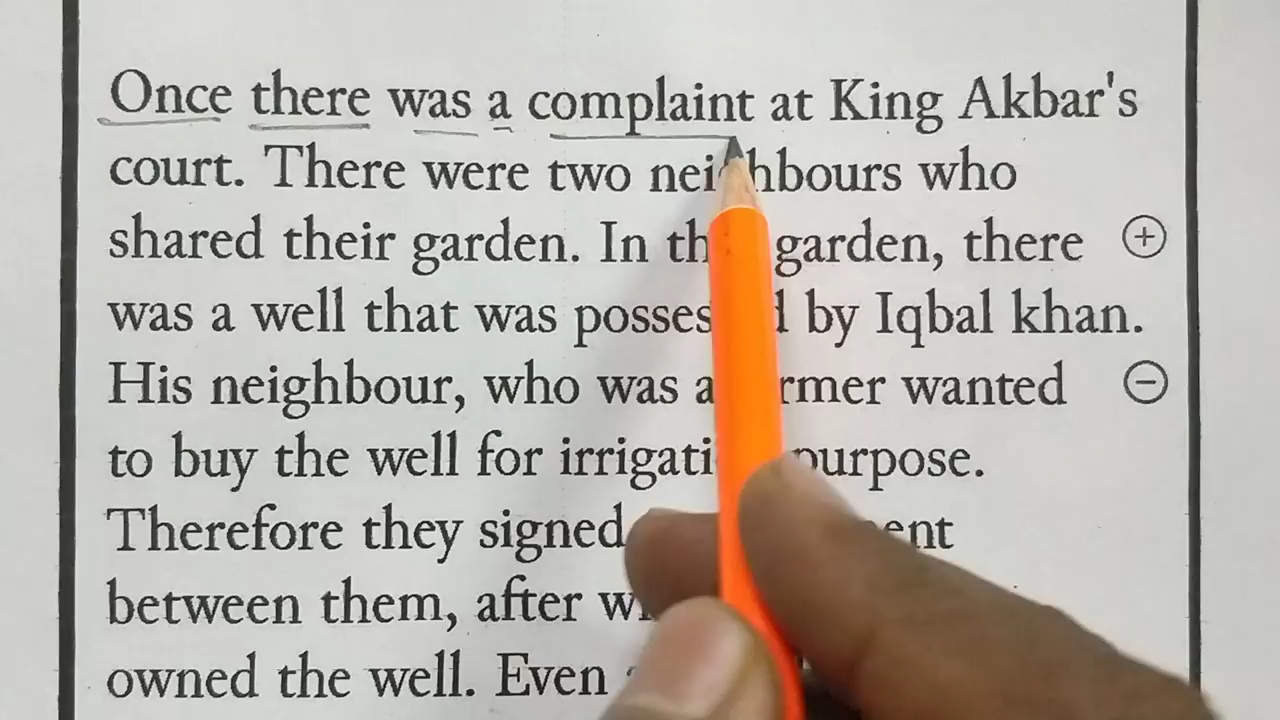 Once there was a complaint at King Akbar's
court. There were two neighbours who
shared their garden. In garden, there
was a well that was by Iqbal khan.
His neighbour, who was wanted
to buy the well for purpose.
Therefore they signed
between them, after
owned the well. Even